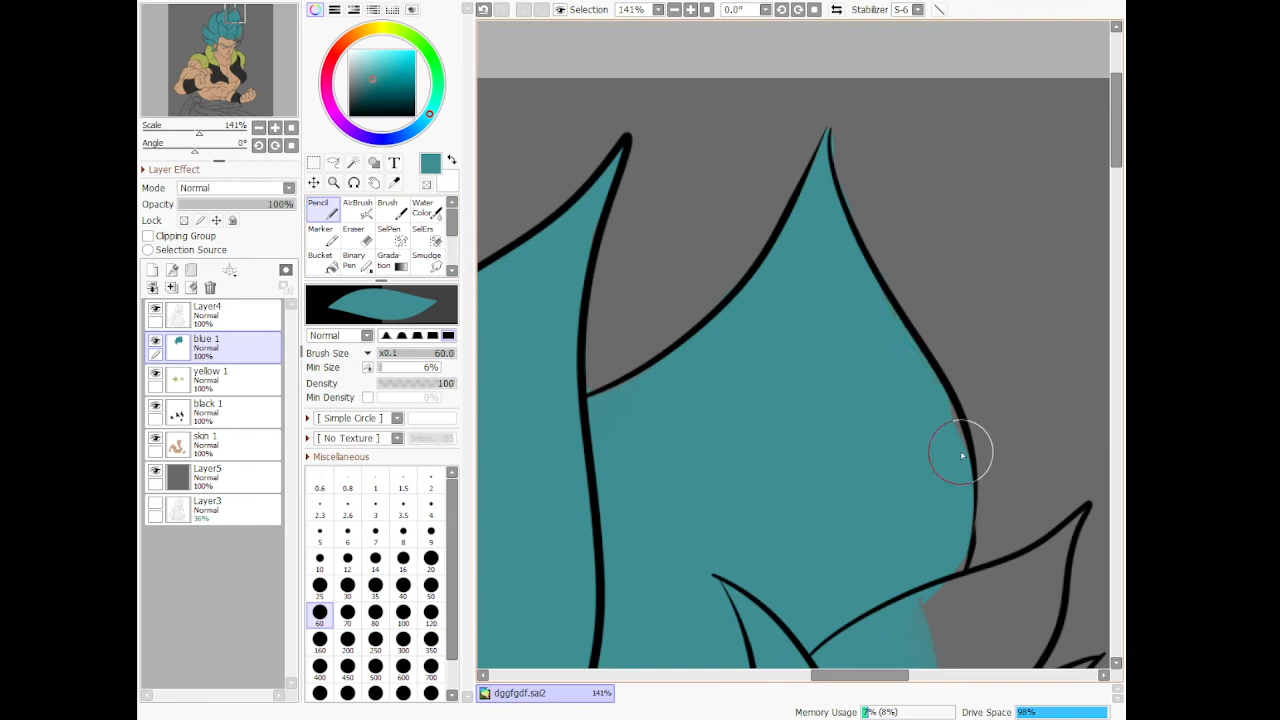 Selection 141% 0.0° Stabilizer S-6
Scale
141%
Angle
0°
Layer Effect
Mode Normal
Opacity 100%
Lock
Clipping Group
Selection Source
Layer4
Normal
100%
blue 1
Normal
100%
yellow 1
Normal
100%
black 1
Normal
100%
skin 1
Normal
100%
Layer5
Normal
100%
Layer3
Normal
36%
T
Pencil AirBrush Brush Water Color
Marker Eraser SelPen SelErs
Bucket Binary Pen Grada- tion Smudge
Normal
Brush Size x0.1 60.0
Min Size 6%
Density 100
Min Density 0%
[ Simple Circle ]
[ No Texture ]
Miscellaneous
0.6 0.8 1 1.5 2
2.3 2.6 3 3.5 4
5 6 7 8 9
10 12 14 16 20
25 30 35 40 50
60 70 80 100 120
160 200 250 300 350
400 450 500 600 700
dggfgdf.sai2 141%
Memory Usage 7% (8%) Drive Space 98%